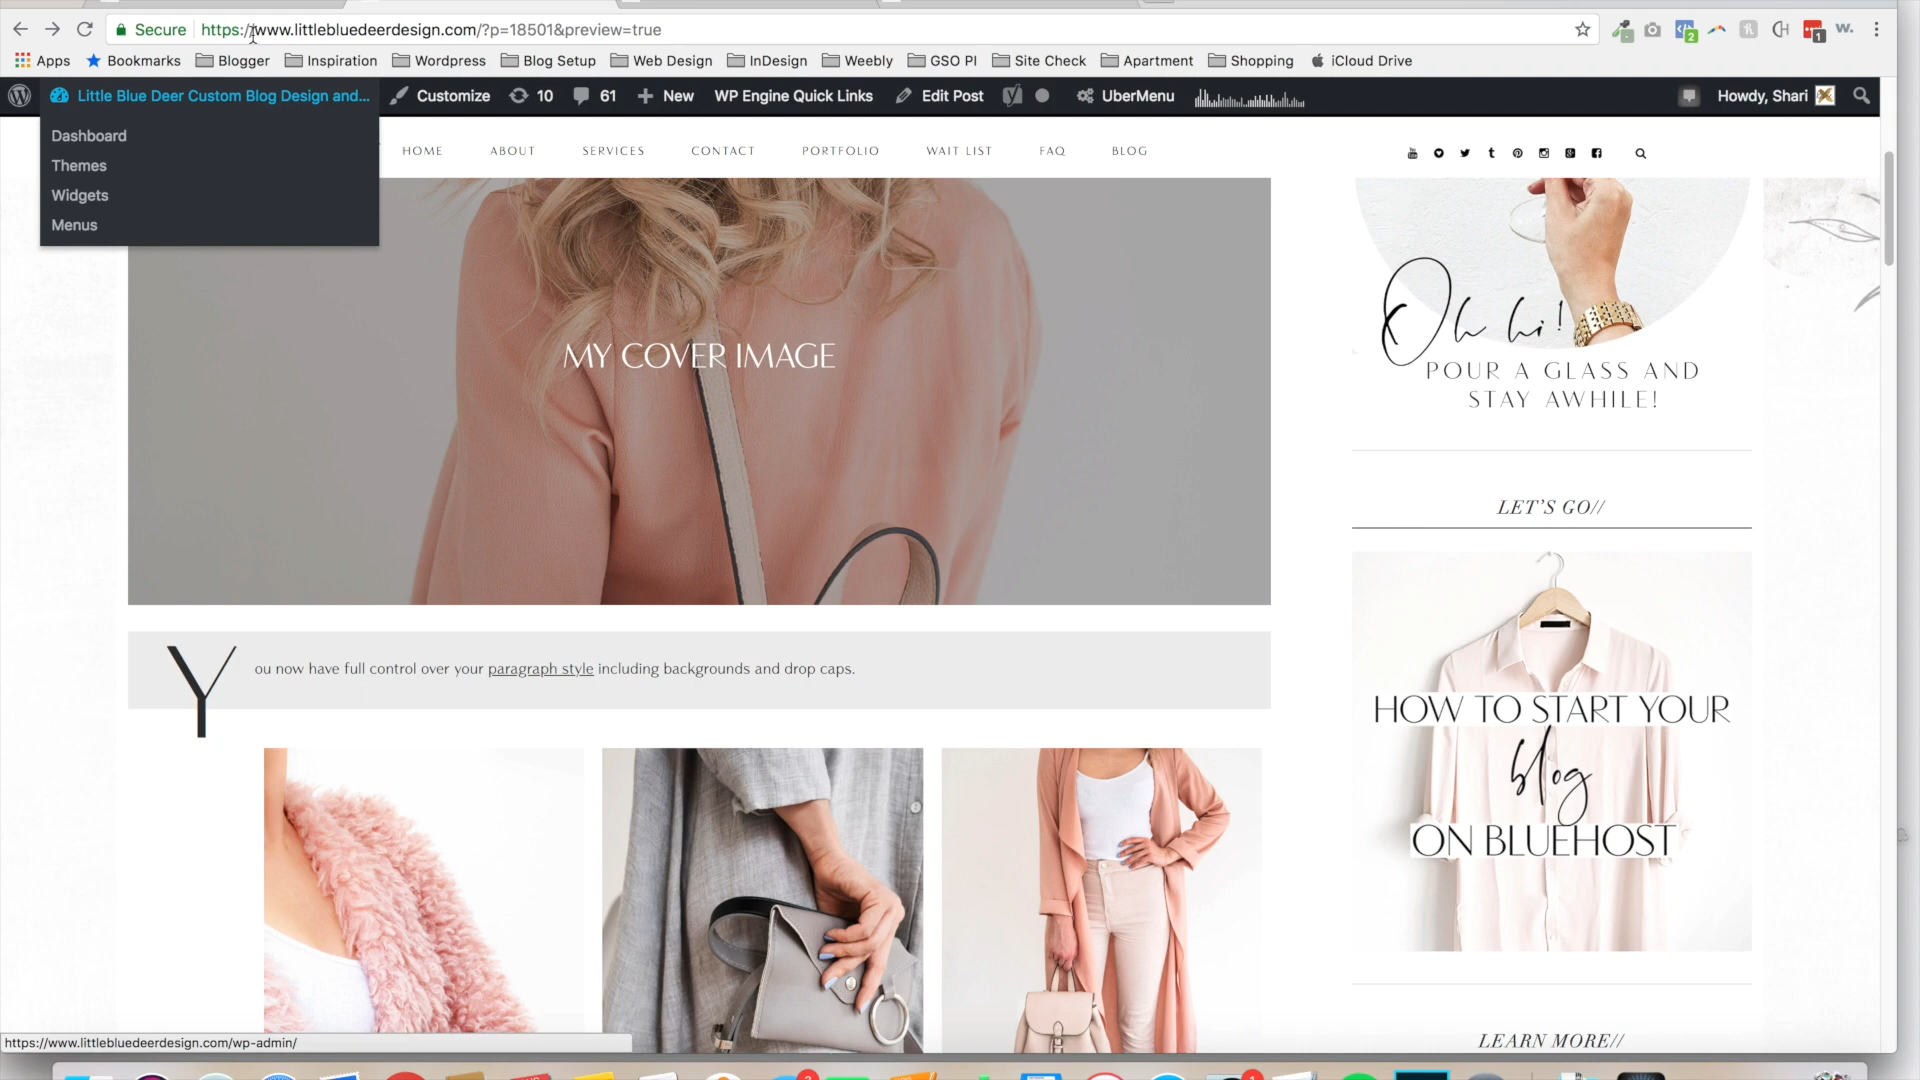 Secure https://www.littlebluedeerdesign.com/?p=18501&preview=true
2
1
W.
Apps Bookmarks Blogger Inspiration Wordpress Blog Setup Web Design InDesign Weebly GSO PI Site Check Apartment Shopping iCloud Drive
Little Blue Deer Custom Blog Design and... Customize 10 61 New WP Engine Quick Links Edit Post UberMenu Howdy, Shari
Dashboard
Themes
Widgets
Menus
HOME ABOUT SERVICES CONTACT PORTFOLIO WAIT LIST FAQ BLOG
MY COVER IMAGE
You now have full control over your paragraph style including backgrounds and drop caps.
Oh hi!
POUR A GLASS AND
STAY AWHILE!
LET'S GO//
HOW TO START YOUR
blog
ON BLUEHOST
LEARN MORE//
https://www.littlebluedeerdesign.com/wp-admin/